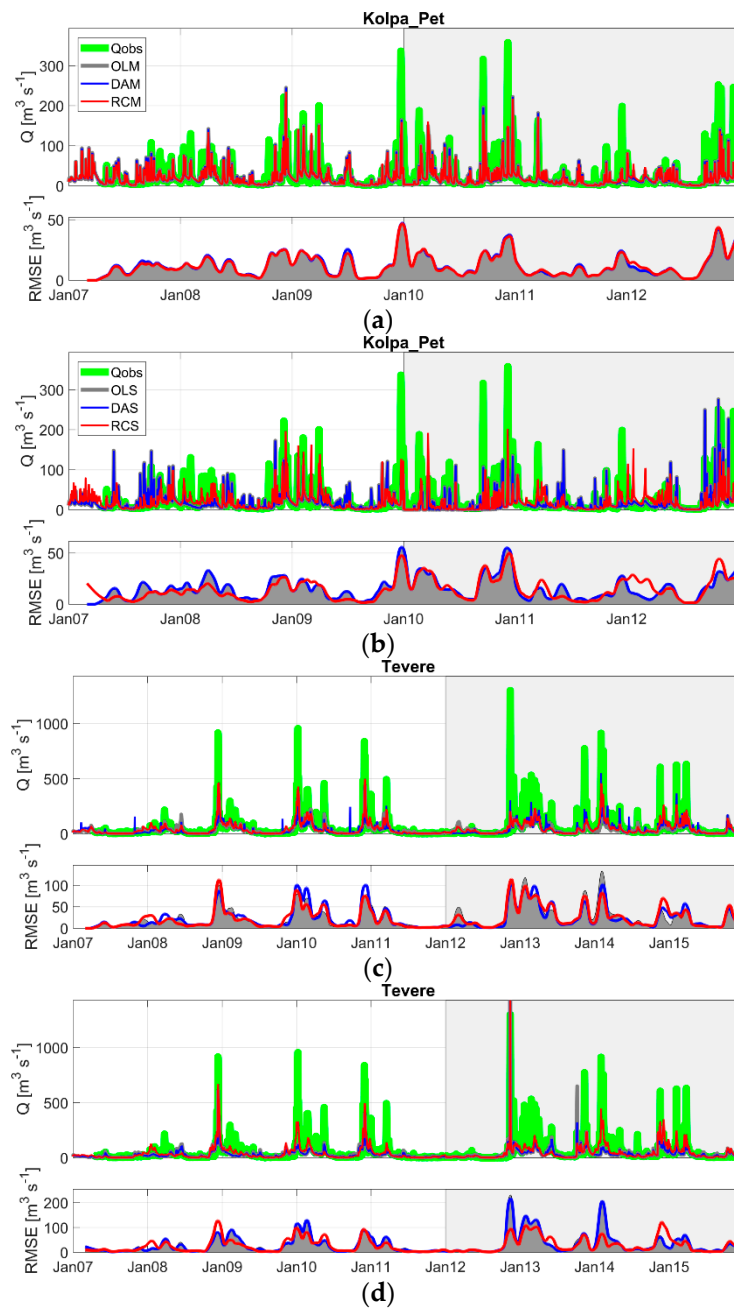 Kolpa_Pet
Qobs
OLM
DAM
RCM
Q [m³ s⁻¹]
300
200
100
0
RMSE [m³ s⁻¹]
50
0
Jan07 Jan08 Jan09 Jan10 Jan11 Jan12
(a)
Kolpa_Pet
Qobs
OLS
DAS
RCS
Q [m³ s⁻¹]
300
200
100
0
RMSE [m³ s⁻¹]
50
0
Jan07 Jan08 Jan09 Jan10 Jan11 Jan12
(b)
Tevere
Q [m³ s⁻¹]
1000
500
0
RMSE [m³ s⁻¹]
100
50
0
Jan07 Jan08 Jan09 Jan10 Jan11 Jan12 Jan13 Jan14 Jan15
(c)
Tevere
Q [m³ s⁻¹]
1000
500
0
RMSE [m³ s⁻¹]
200
100
0
Jan07 Jan08 Jan09 Jan10 Jan11 Jan12 Jan13 Jan14 Jan15
(d)